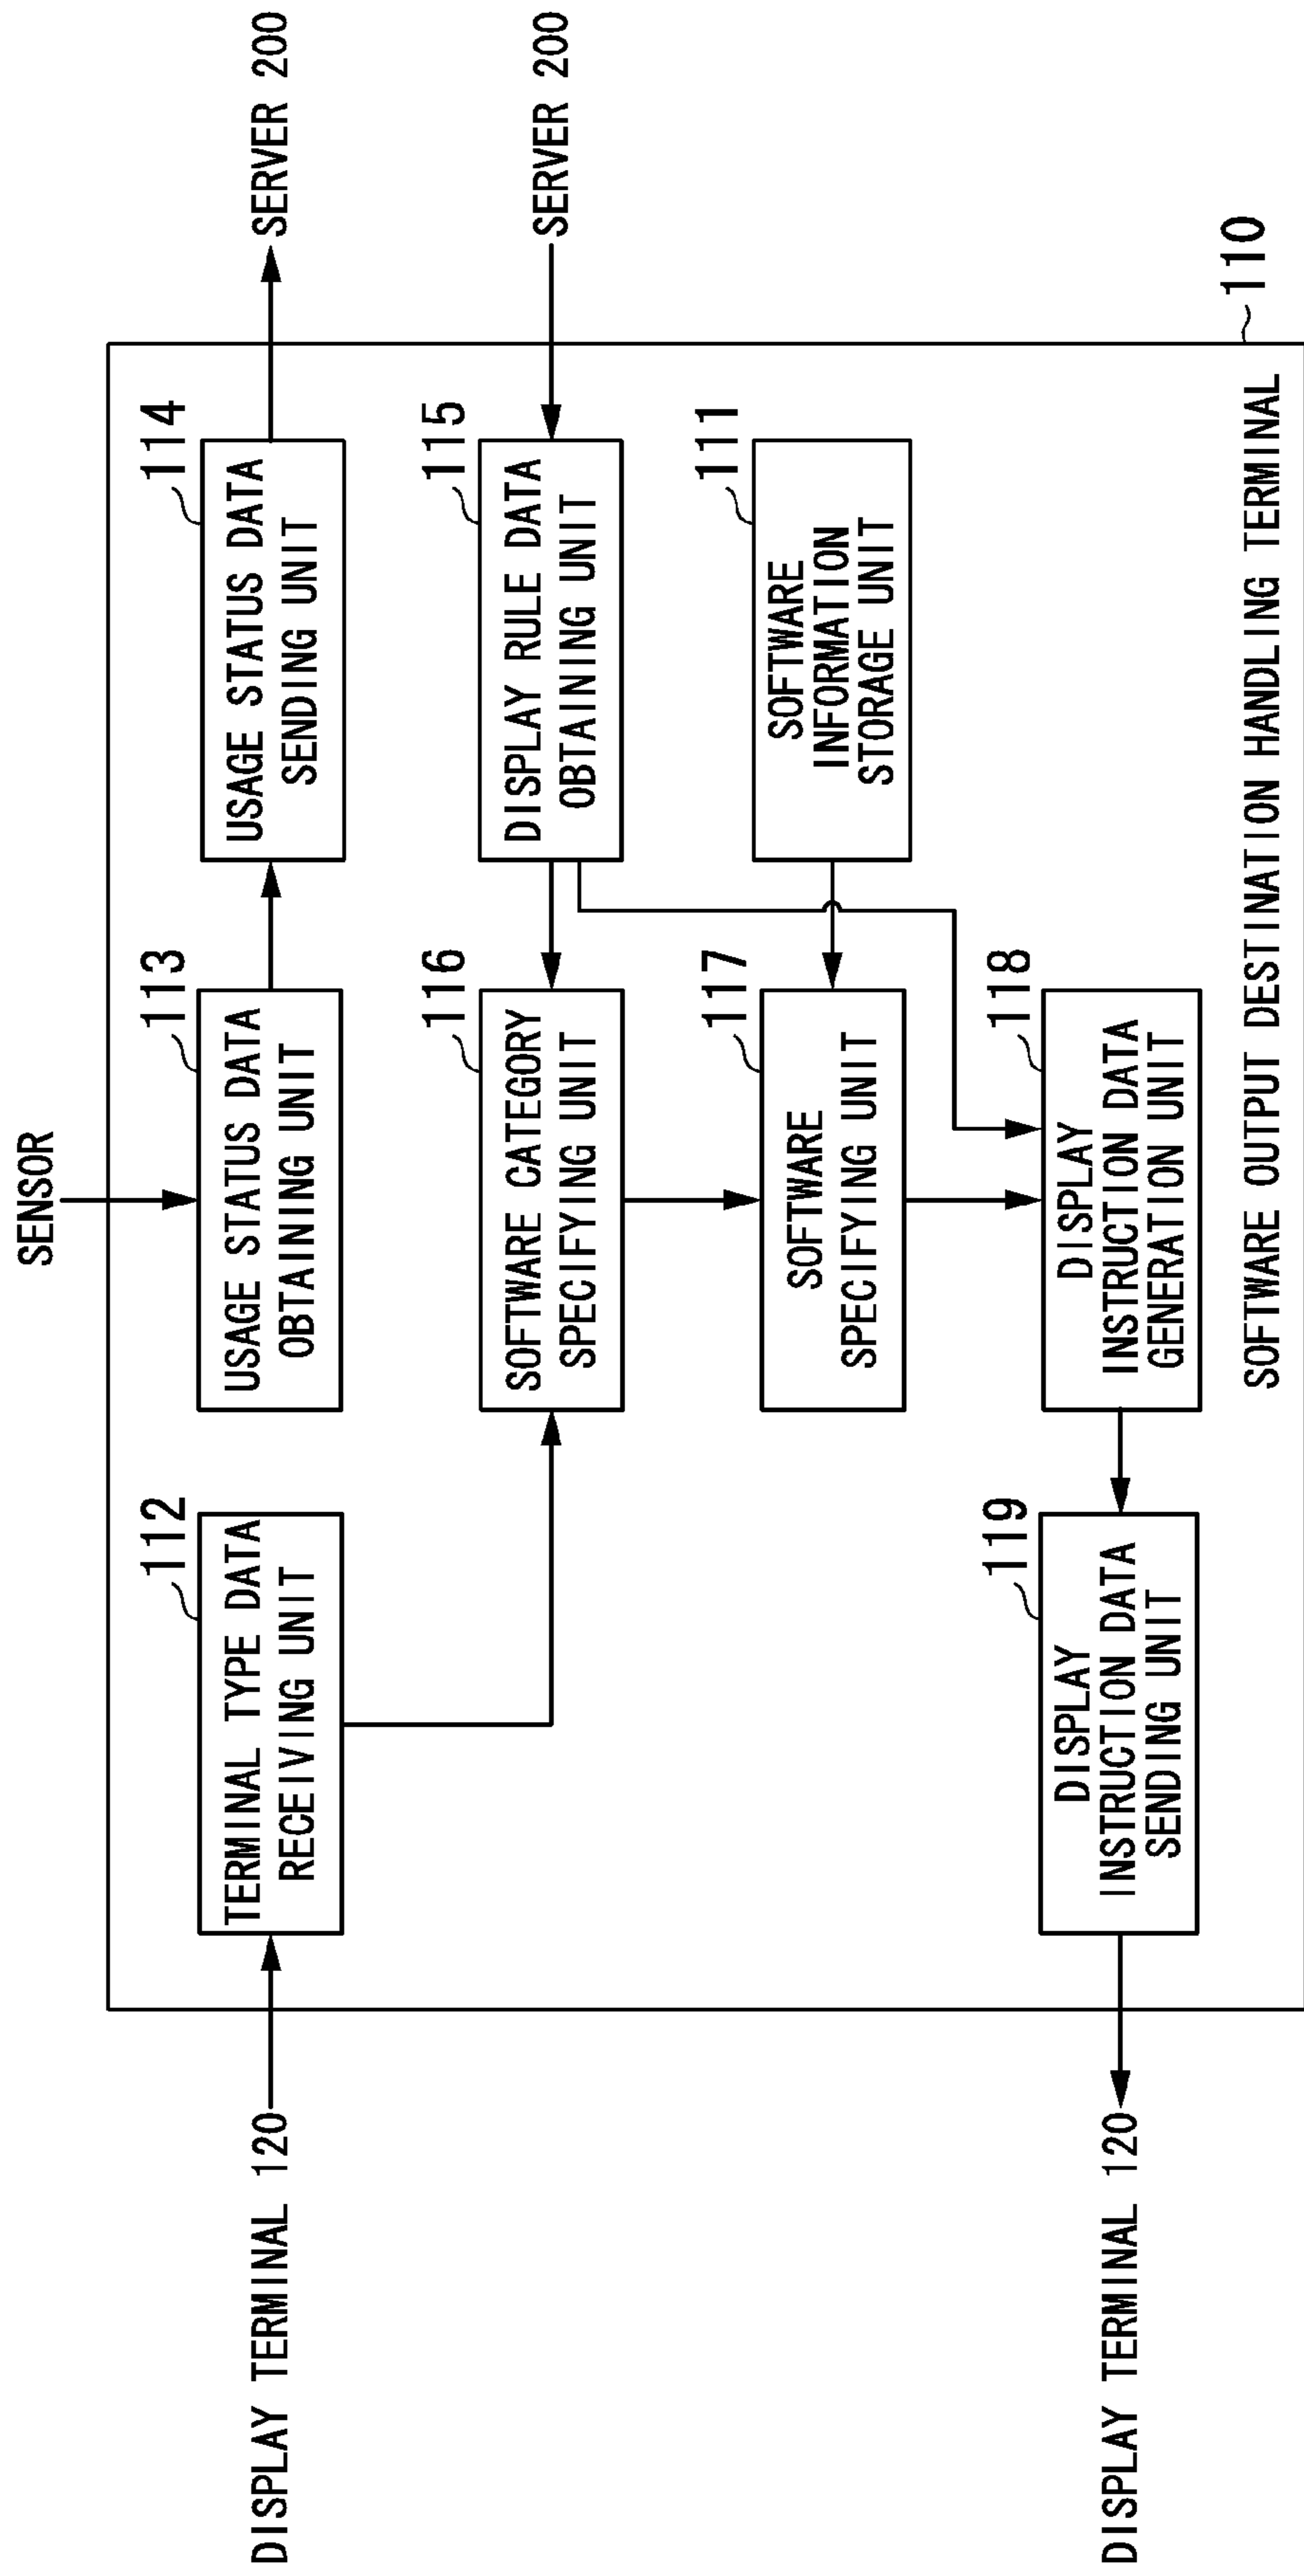 SENSOR
DISPLAY TERMINAL 120
112
TERMINAL TYPE DATA
RECEIVING UNIT
113
USAGE STATUS DATA
OBTAINING UNIT
114
USAGE STATUS DATA
SENDING UNIT
SERVER 200
116
SOFTWARE CATEGORY
SPECIFYING UNIT
115
DISPLAY RULE DATA
OBTAINING UNIT
SERVER 200
117
SOFTWARE
SPECIFYING UNIT
111
SOFTWARE
INFORMATION
STORAGE UNIT
DISPLAY TERMINAL 120
119
DISPLAY
INSTRUCTION DATA
SENDING UNIT
118
DISPLAY
INSTRUCTION DATA
GENERATION UNIT
SOFTWARE OUTPUT DESTINATION HANDLING TERMINAL
110